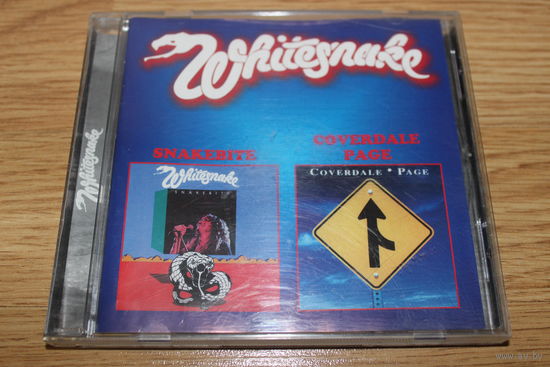 Whitesnake
SNAKEBITE
COVERDALE
PAGE
Whitesnake
SNAKEBITE
COVERDALE * PAGE
Whitesnake
www.ay.by